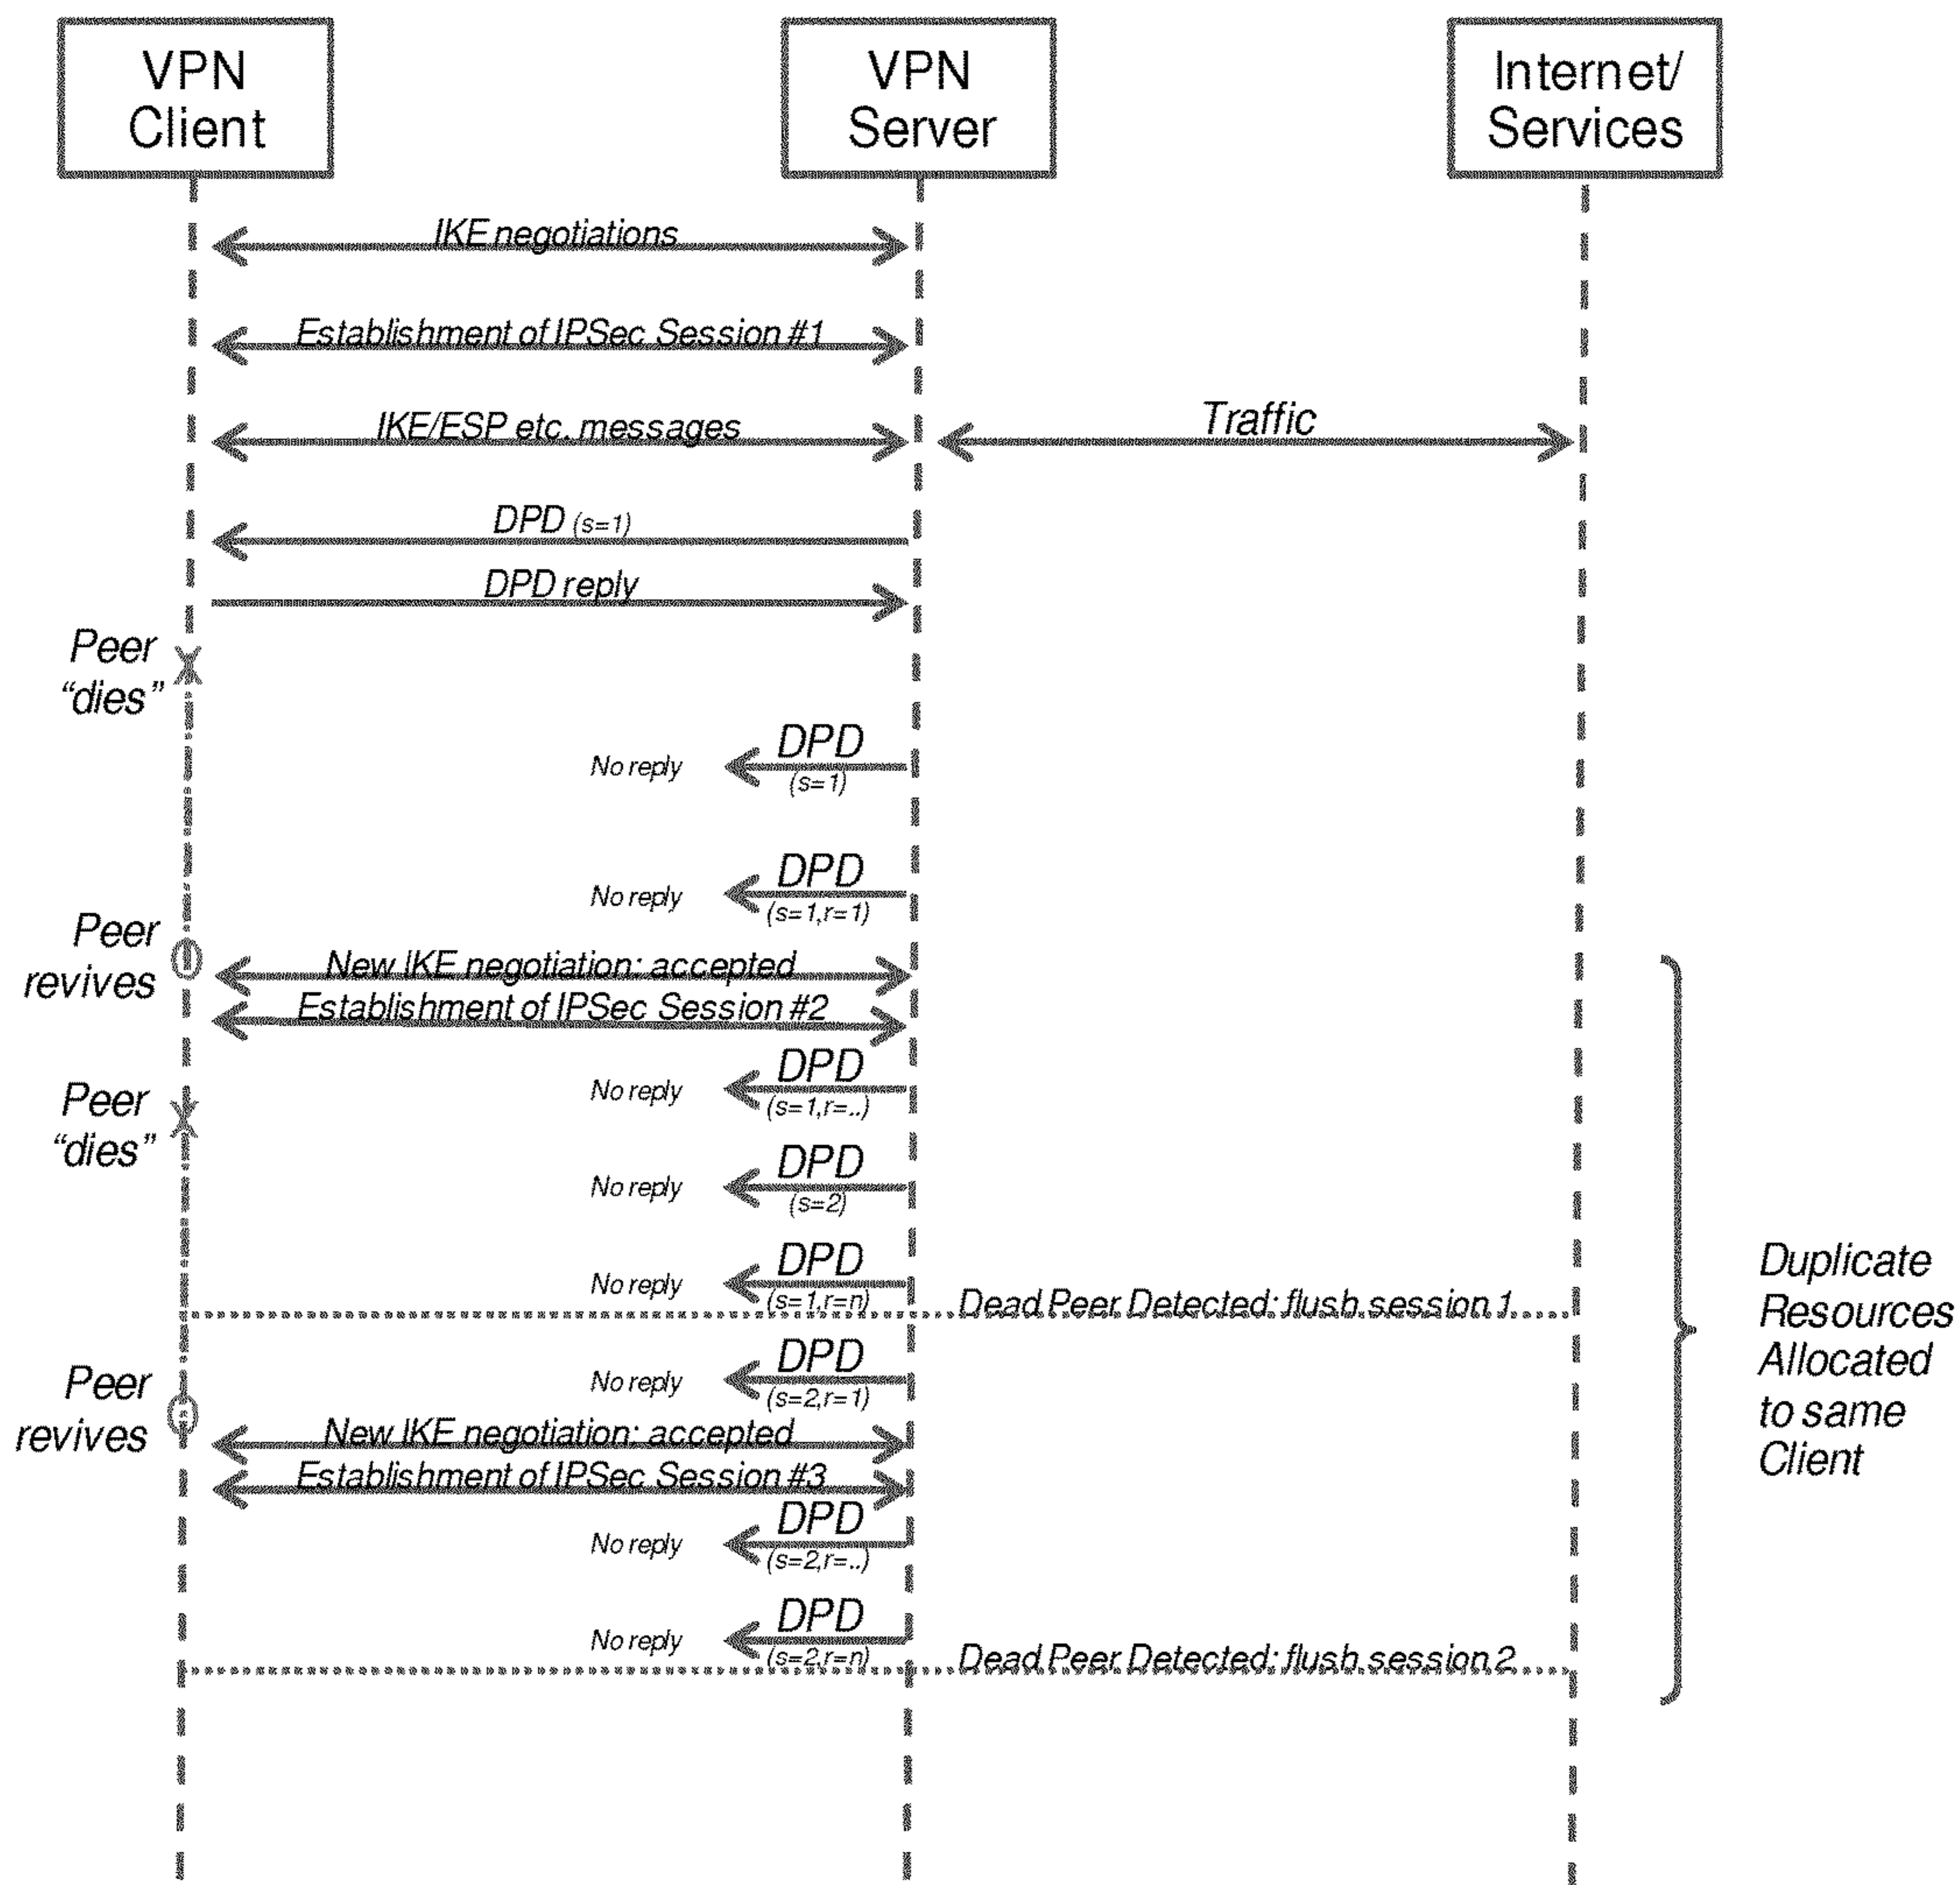 VPN
Client
VPN
Server
Internet/
Services
IKE negotiations
Establishment of IPSec Session #1
IKE/ESP etc. messages
Traffic
DPD (s=1)
DPD reply
Peer
“dies”
DPD
No reply
(s=1)
DPD
No reply
(s=1,r=1)
Peer
revives
New IKE negotiation: accepted
Establishment of IPSec Session #2
DPD
No reply
(s=1,r=..)
Peer
“dies”
DPD
No reply
(s=2)
DPD
No reply
(s=1,r=n)
Dead Peer Detected: flush session 1
DPD
No reply
(s=2,r=1)
Peer
revives
New IKE negotiation: accepted
Establishment of IPSec Session #3
DPD
No reply
(s=2,r=..)
DPD
No reply
(s=2,r=n)
Dead Peer Detected: flush session 2
Duplicate
Resources
Allocated
to same
Client